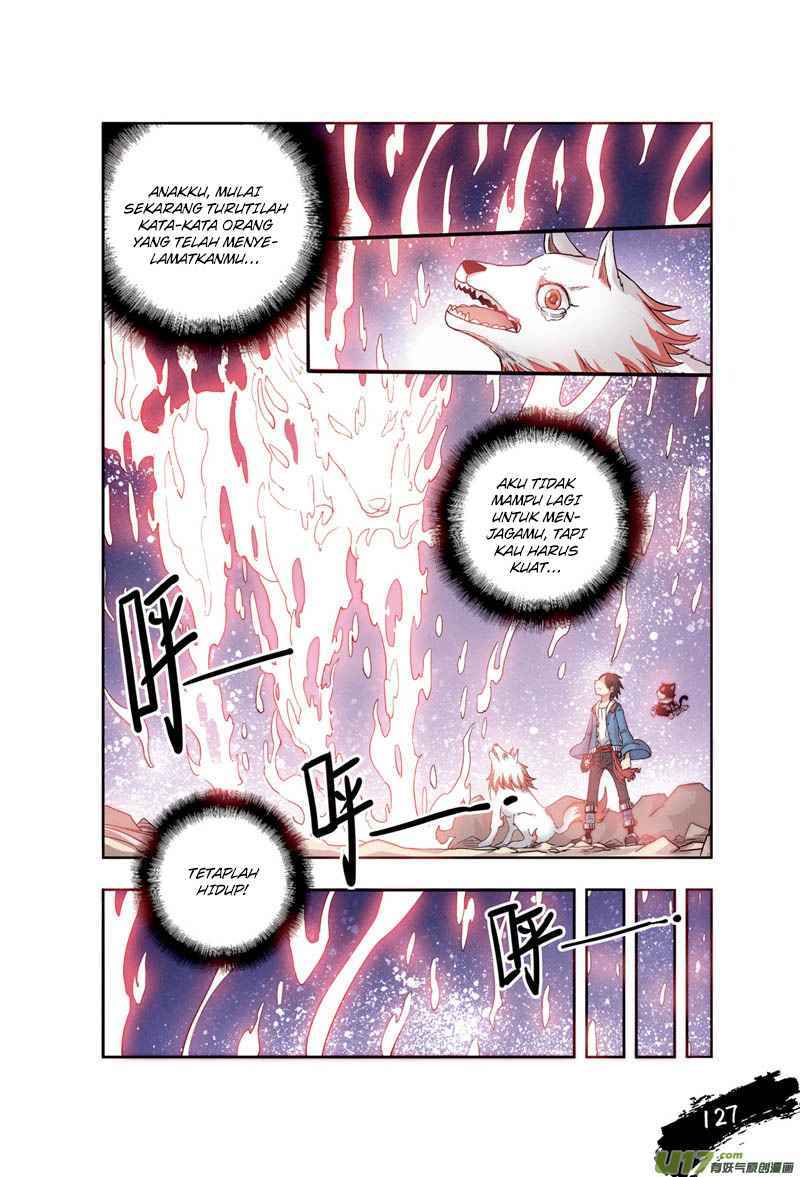 ANAKKU, MULAI
SEKARANG TURUTILAH
KATA-KATA ORANG
YANG TELAH MENYE-
LAMATKANMU...
AKU TIDAK
MAMPU LAGI
UNTUK MEN-
JAGAMU, TAPI
KAU HARUS
KUAT...
呼——
呼——
TETAPLAH
HIDUP!
呼——
127
U17 有妖气原创漫画